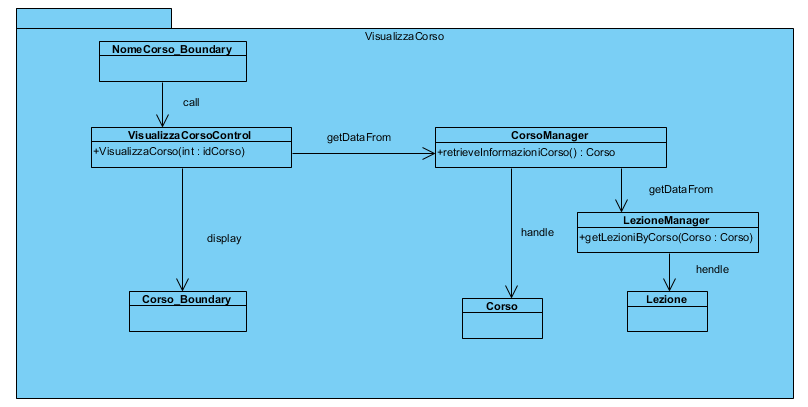 VisualizzaCorso
NomeCorso_Boundary
call
VisualizzaCorsoControl
+VisualizzaCorso(int : idCorso)
getDataFrom
CorsoManager
+retrieveInformazioniCorso() : Corso
getDataFrom
LezioneManager
+getLezioniByCorso(Corso : Corso)
handle
display
hendle
Corso_Boundary
Corso
Lezione